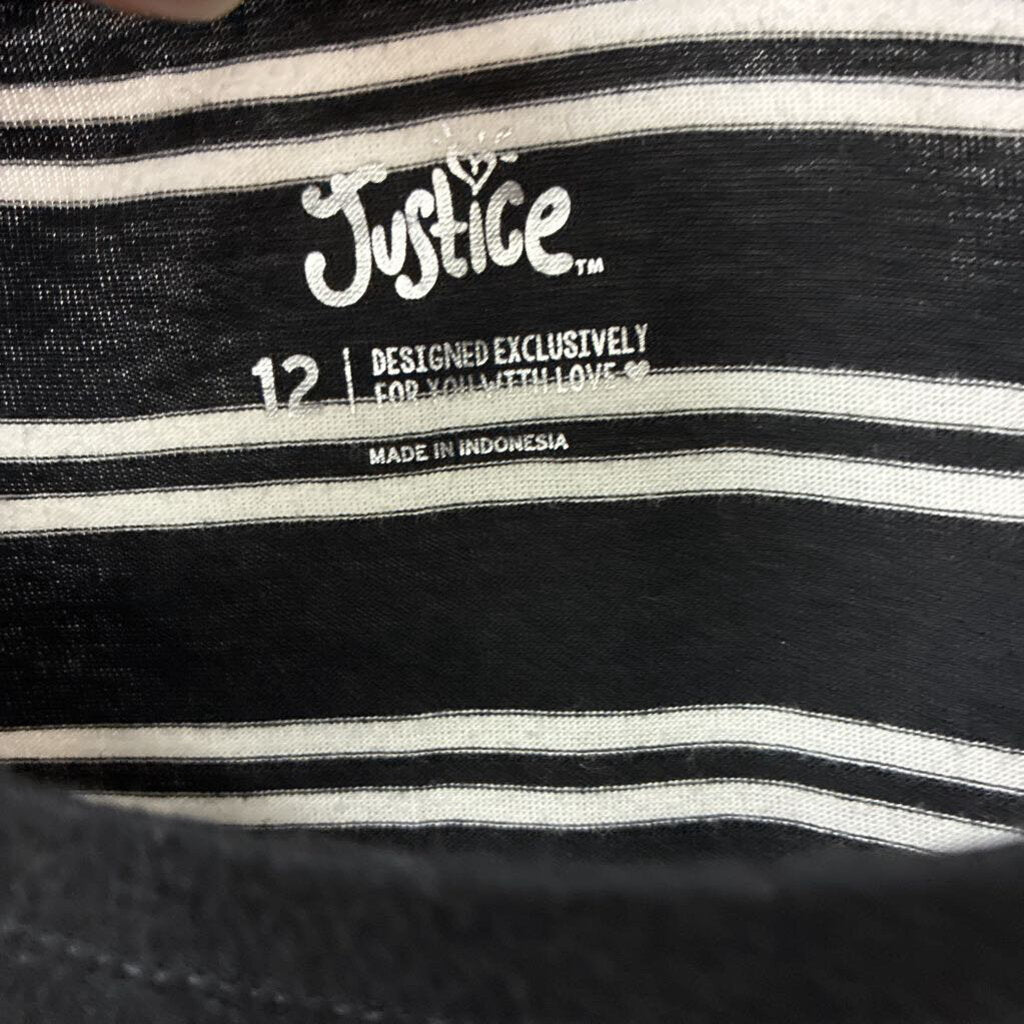 Justice™
12
DESIGNED EXCLUSIVELY
FOR YOU WITH LOVE ♥
MADE IN INDONESIA